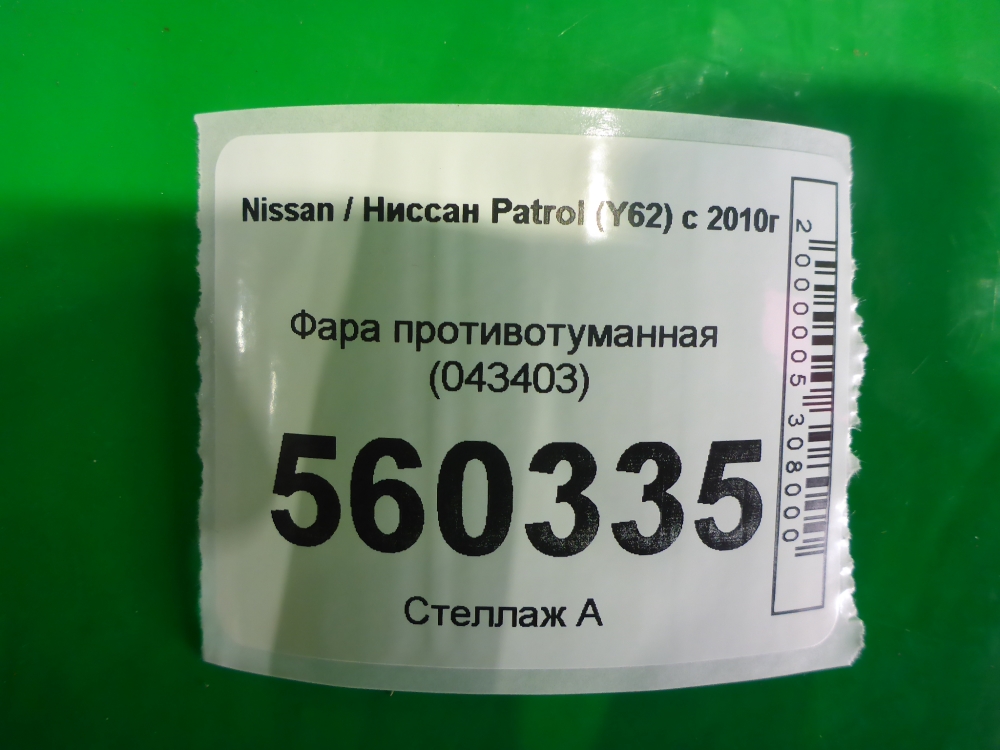 Nissan / Ниссан Patrol (Y62) с 2010г
Фара противотуманная
(043403)
560335
Стеллаж А
2000005308000